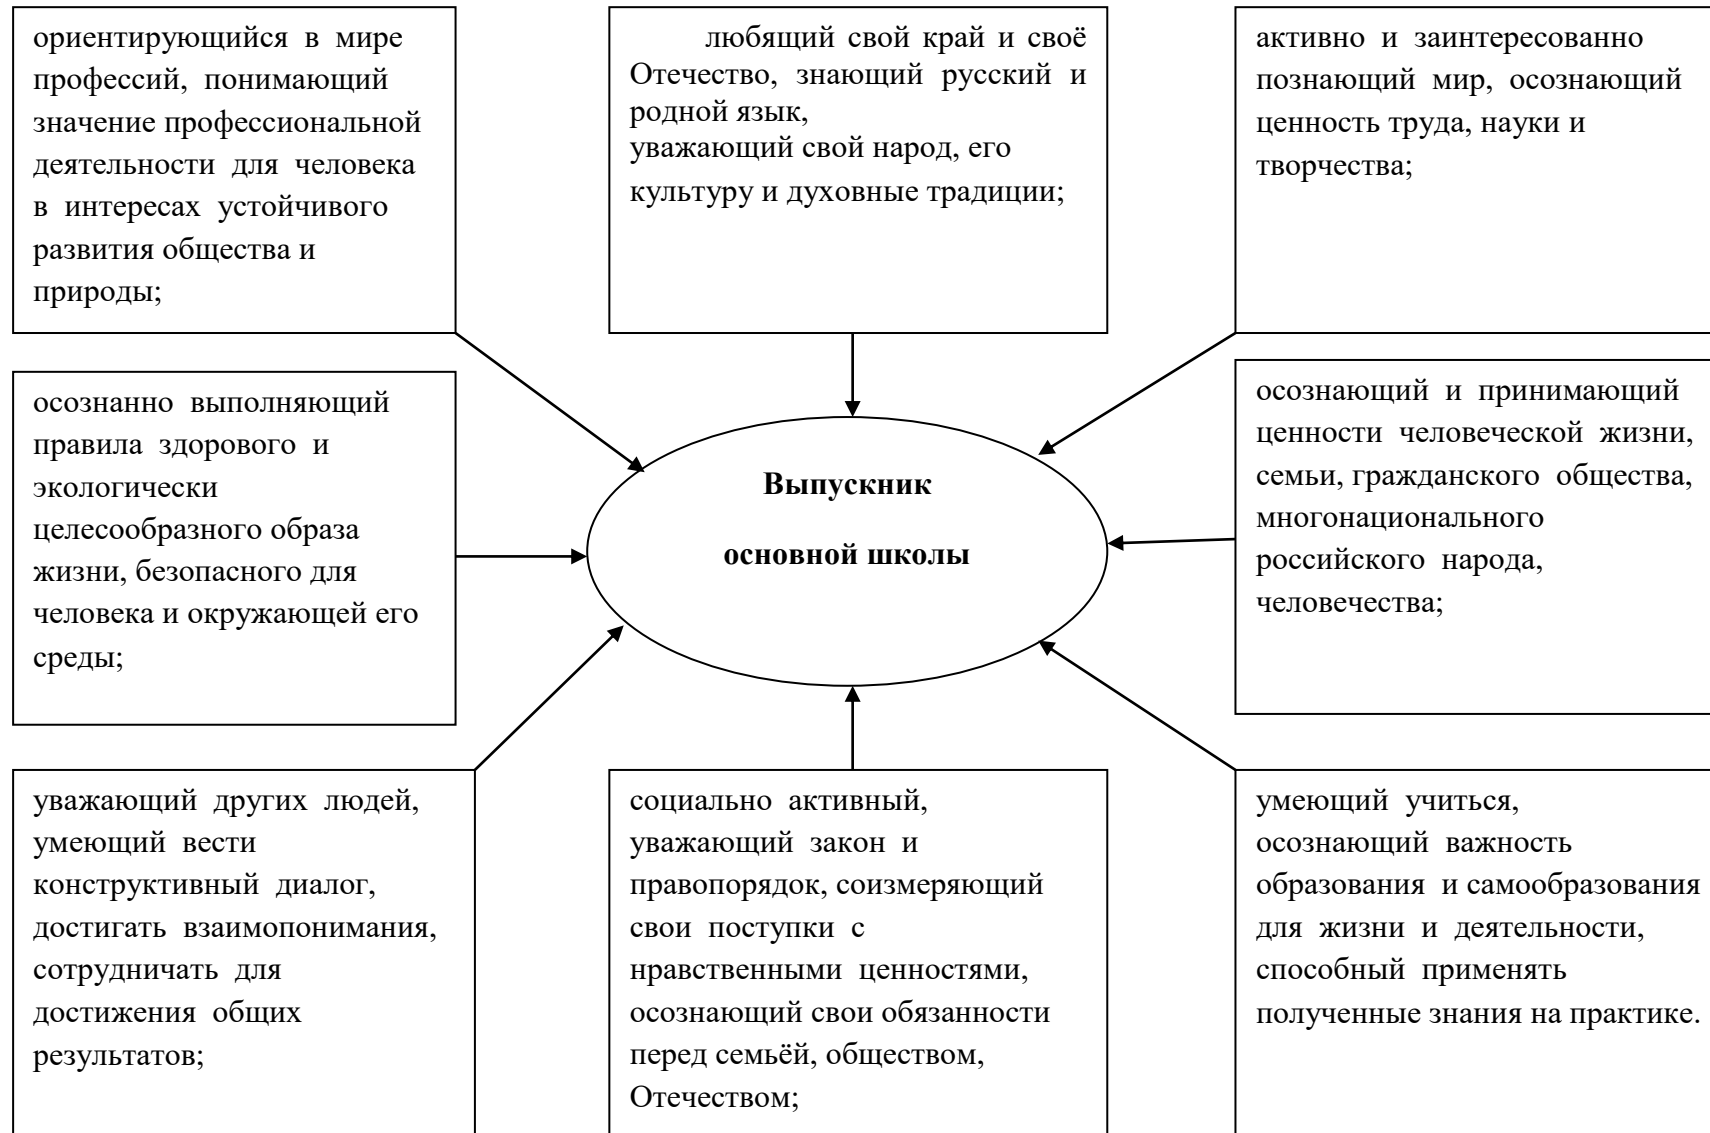 ориентирующийся в мире
профессий, понимающий
значение профессиональной
деятельности для человека
в интересах устойчивого
развития общества и
природы;
любящий свой край и своё
Отечество, знающий русский и
родной язык,
уважающий свой народ, его
культуру и духовные традиции;
активно и заинтересованно
познающий мир, осознающий
ценность труда, науки и
творчества;
осознанно выполняющий
правила здорового и
экологически
целесообразного образа
жизни, безопасного для
человека и окружающей его
среды;
Выпускник
основной школы
осознающий и принимающий
ценности человеческой жизни,
семьи, гражданского общества,
многонационального
российского народа,
человечества;
уважающий других людей,
умеющий вести
конструктивный диалог,
достигать взаимопонимания,
сотрудничать для
достижения общих
результатов;
социально активный,
уважающий закон и
правопорядок, соизмеряющий
свои поступки с
нравственными ценностями,
осознающий свои обязанности
перед семьёй, обществом,
Отечеством;
умеющий учиться,
осознающий важность
образования и самообразования
для жизни и деятельности,
способный применять
полученные знания на практике.